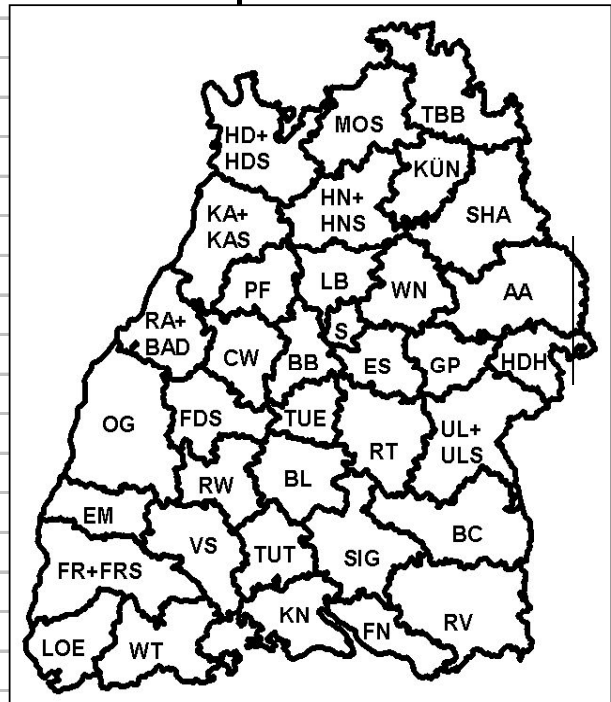 TBB
MOS
HD+
HDS
KÜN
HN+
HNS
SHA
KA+
KAS
LB
PF
WN
AA
RA+
BAD
S
CW
BB
ES
GP
HDH
OG
FDS
TUE
RT
UL+
ULS
RW
BL
EM
VS
BC
TUT
SIG
FR+FRS
KN
FN
RV
LOE
WT